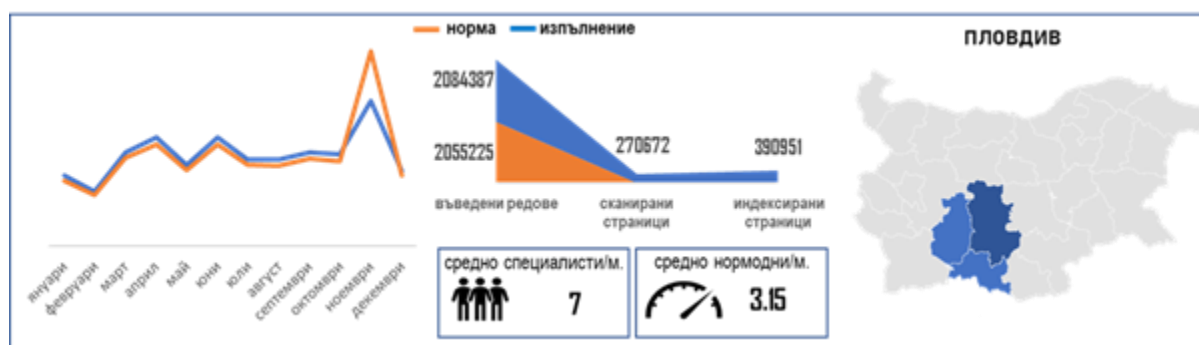 норма изпълнение
ПЛОВДИВ
2084387
2055225
270672
390951
въведени редове
сканирани
страници
индексирани
страници
януари
февруари
март
април
май
юни
юли
август
септември
октомври
ноември
декември
средно специалисти/м.
7
средно нормодни/м.
3.15